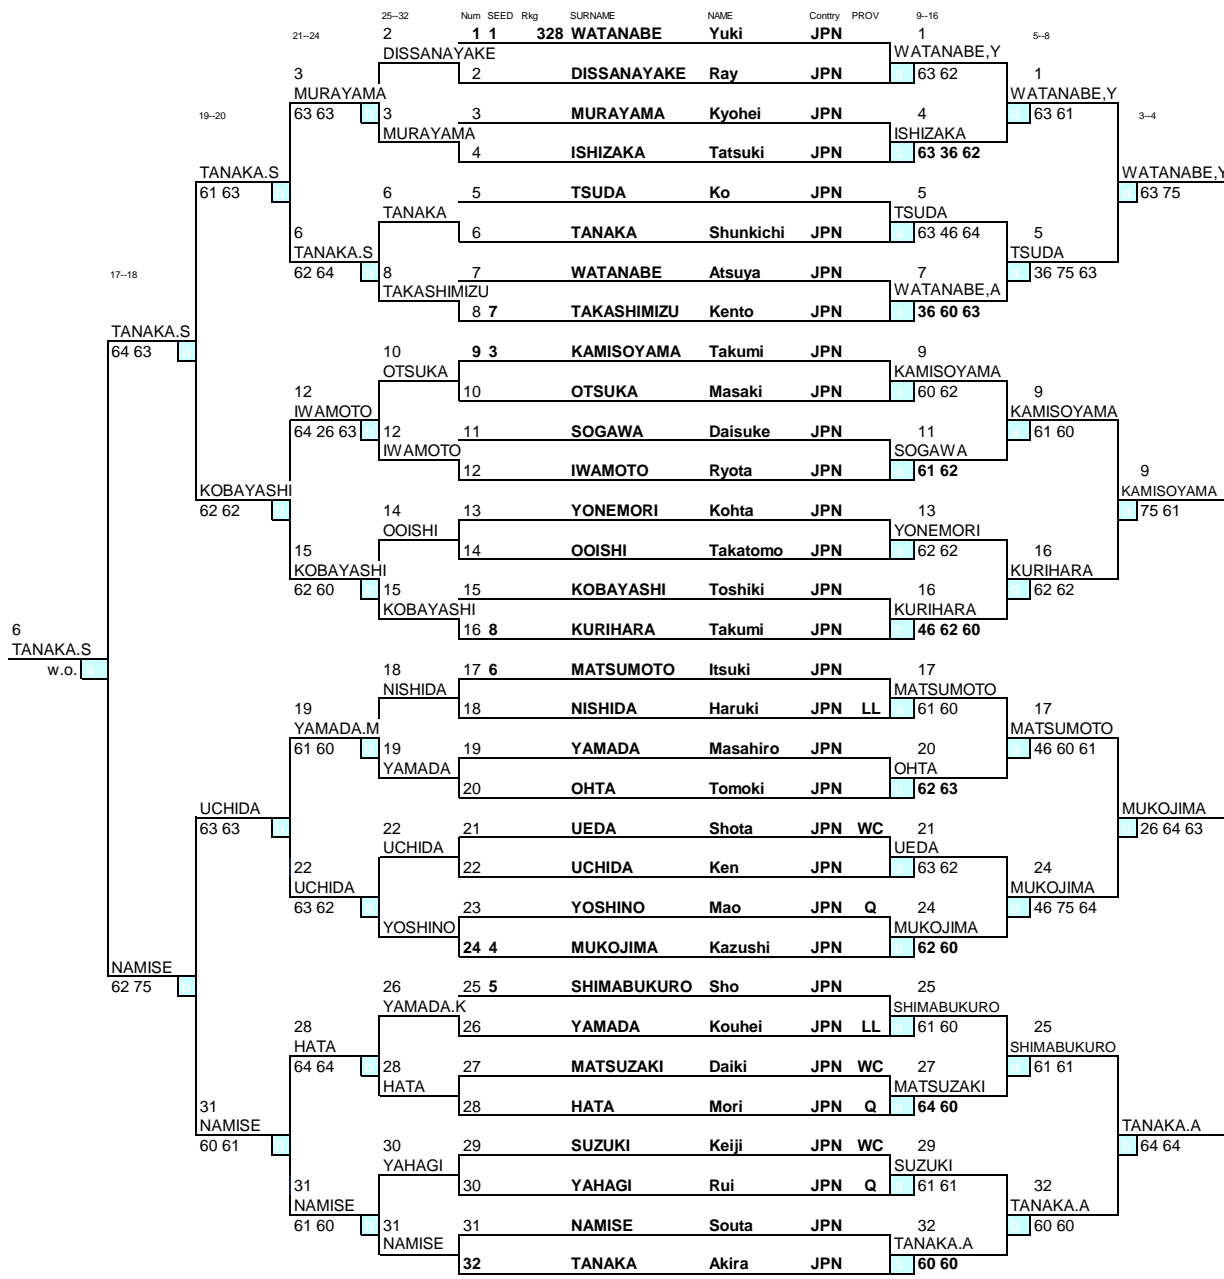 25--32 Num SEED Rkg SURNAME NAME Conttry PROV 9--16
21--24 2 1 1 328 WATANABE Yuki JPN 1 5--8
DISSANAYAKE WATANABE,Y
3 2 DISSANAYAKE Ray JPN a 63 62 1
MURAYAMA WATANABE,Y
19--20 63 63 b 3 3 MURAYAMA Kyohei JPN 4 a 63 61 3--4
MURAYAMA ISHIZAKA
4 ISHIZAKA Tatsuki JPN b 63 36 62
TANAKA.S WATANABE,Y
61 63 b 6 5 TSUDA Ko JPN 5 a 63 75
TANAKA TSUDA
6 6 TANAKA Shunkichi JPN a 63 46 64 5
TANAKA.S TSUDA
17--18 62 64 a 8 7 WATANABE Atsuya JPN 7 a 36 75 63
TAKASHIMIZU WATANABE,A
8 7 TAKASHIMIZU Kento JPN a 36 60 63
TANAKA.S
64 63 a 10 9 3 KAMISOYAMA Takumi JPN 9
OTSUKA KAMISOYAMA
12 10 OTSUKA Masaki JPN a 60 62 9
IWAMOTO KAMISOYAMA
64 26 63 b 12 11 SOGAWA Daisuke JPN 11 a 61 60
IWAMOTO SOGAWA
12 IWAMOTO Ryota JPN a 61 62 9
KOBAYASHI KAMISOYAMA
62 62 b 14 13 YONEMORI Kohta JPN 13 a 75 61
OOISHI YONEMORI
15 14 OOISHI Takatomo JPN a 62 62 16
KOBAYASHI KURIHARA
62 60 b 15 15 KOBAYASHI Toshiki JPN 16 b 62 62
KOBAYASHI KURIHARA
6 16 8 KURIHARA Takumi JPN b 46 62 60
TANAKA.S
w.o. a 18 17 6 MATSUMOTO Itsuki JPN 17
NISHIDA MATSUMOTO
19 18 NISHIDA Haruki JPN LL a 61 60 17
YAMADA.M MATSUMOTO
61 60 b 19 19 YAMADA Masahiro JPN 20 a 46 60 61
YAMADA OHTA
20 OHTA Tomoki JPN b 62 63
UCHIDA MUKOJIMA
63 63 b 22 21 UEDA Shota JPN WC 21 b 26 64 63
UCHIDA UEDA
22 22 UCHIDA Ken JPN a 63 62 24
UCHIDA MUKOJIMA
63 62 a 23 YOSHINO Mao JPN Q 24 b 46 75 64
YOSHINO MUKOJIMA
24 4 MUKOJIMA Kazushi JPN b 62 60
NAMISE
62 75 b 26 25 5 SHIMABUKURO Sho JPN 25
YAMADA.K SHIMABUKURO
28 26 YAMADA Kouhei JPN LL a 61 60 25
HATA SHIMABUKURO
64 64 b 28 27 MATSUZAKI Daiki JPN WC 27 a 61 61
HATA MATSUZAKI
31 28 HATA Mori JPN Q a 64 60
NAMISE TANAKA.A
60 61 b 30 29 SUZUKI Keiji JPN WC 29 b 64 64
YAHAGI SUZUKI
31 30 YAHAGI Rui JPN Q a 61 61 32
NAMISE TANAKA.A
61 60 b 31 31 NAMISE Souta JPN 32 b 60 60
NAMISE TANAKA.A
32 TANAKA Akira JPN b 60 60